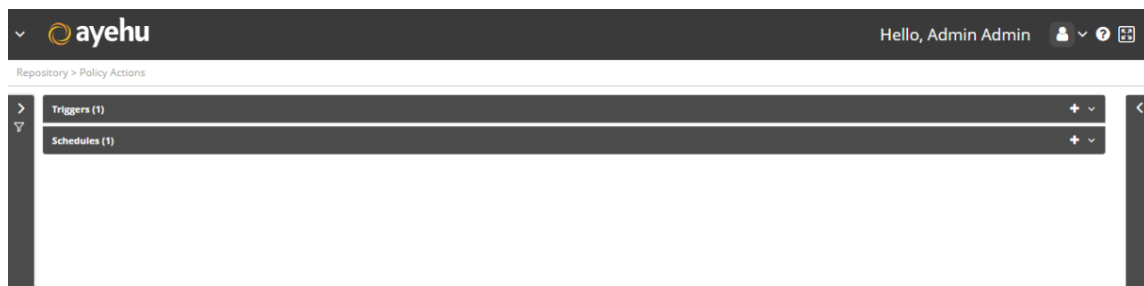 ayehu
Hello, Admin Admin
Repository > Policy Actions
Triggers (1)
Schedules (1)